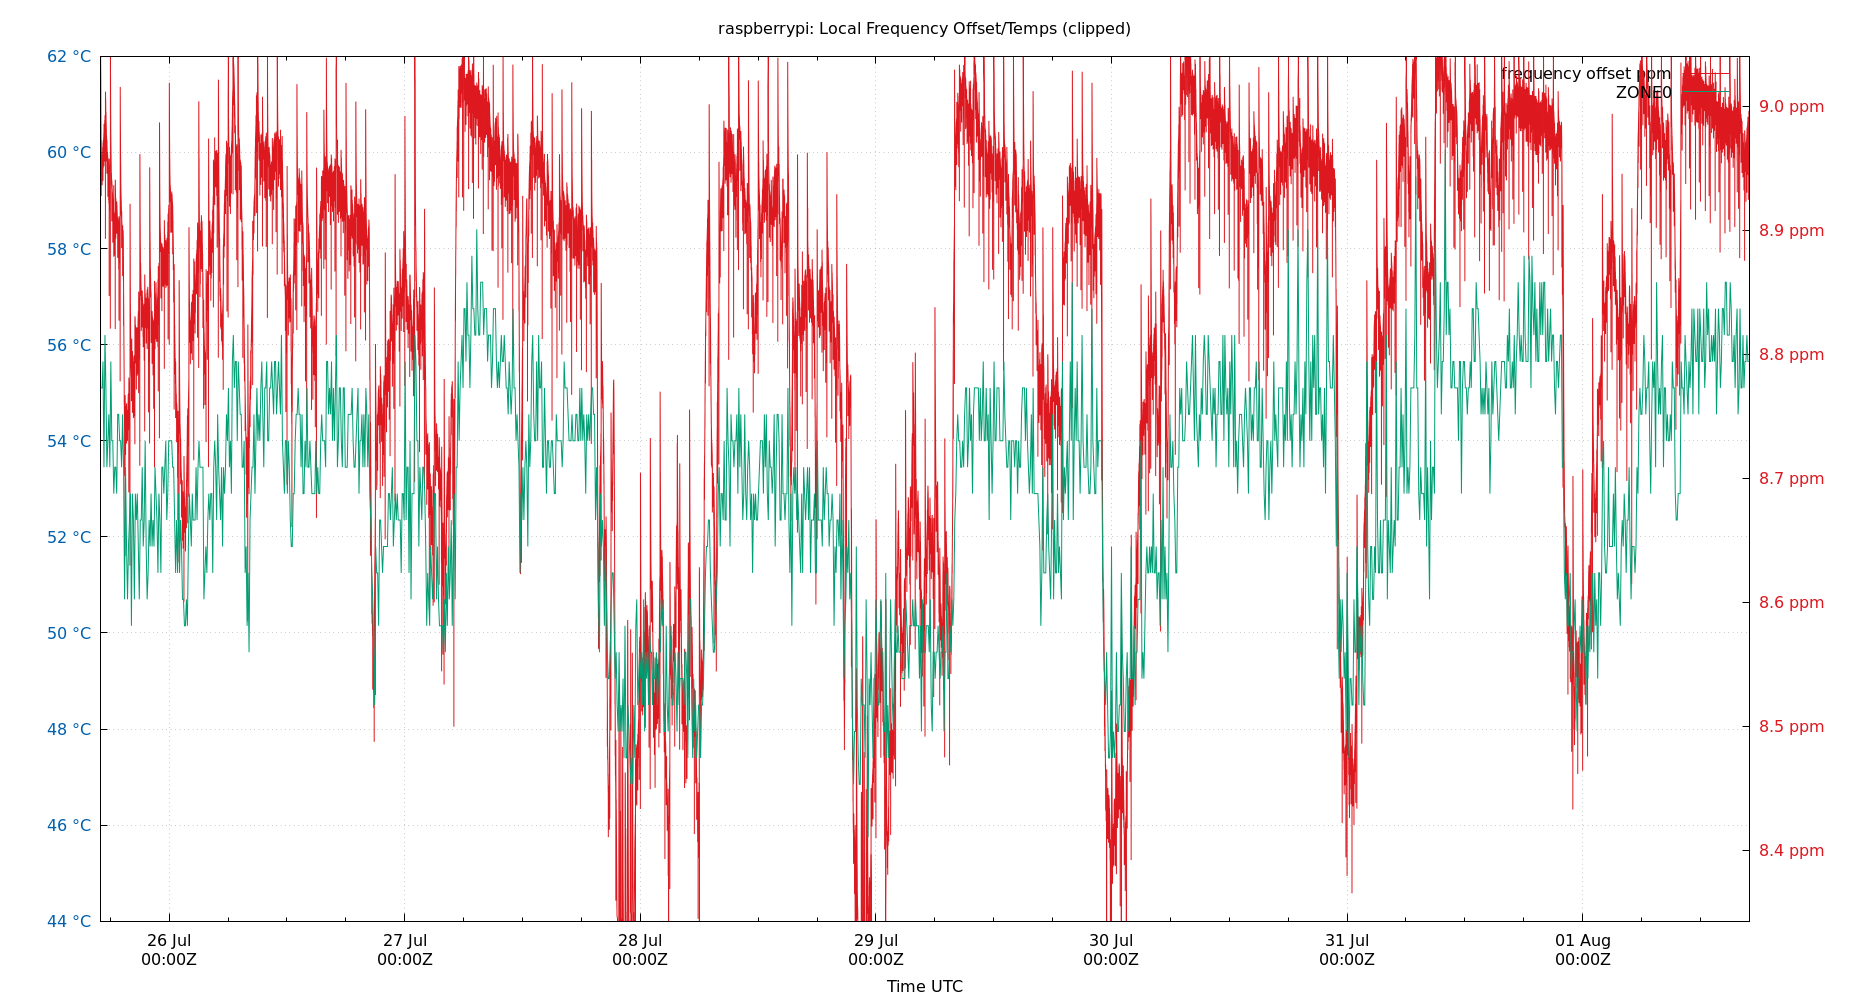 raspberrypi: Local Frequency Offset/Temps (clipped)
62 °C
60 °C
58 °C
56 °C
54 °C
52 °C
50 °C
48 °C
46 °C
44 °C
frequency offset ppm
ZONE0
9.0 ppm
8.9 ppm
8.8 ppm
8.7 ppm
8.6 ppm
8.5 ppm
8.4 ppm
26 Jul
00:00Z
27 Jul
00:00Z
28 Jul
00:00Z
29 Jul
00:00Z
30 Jul
00:00Z
31 Jul
00:00Z
01 Aug
00:00Z
Time UTC